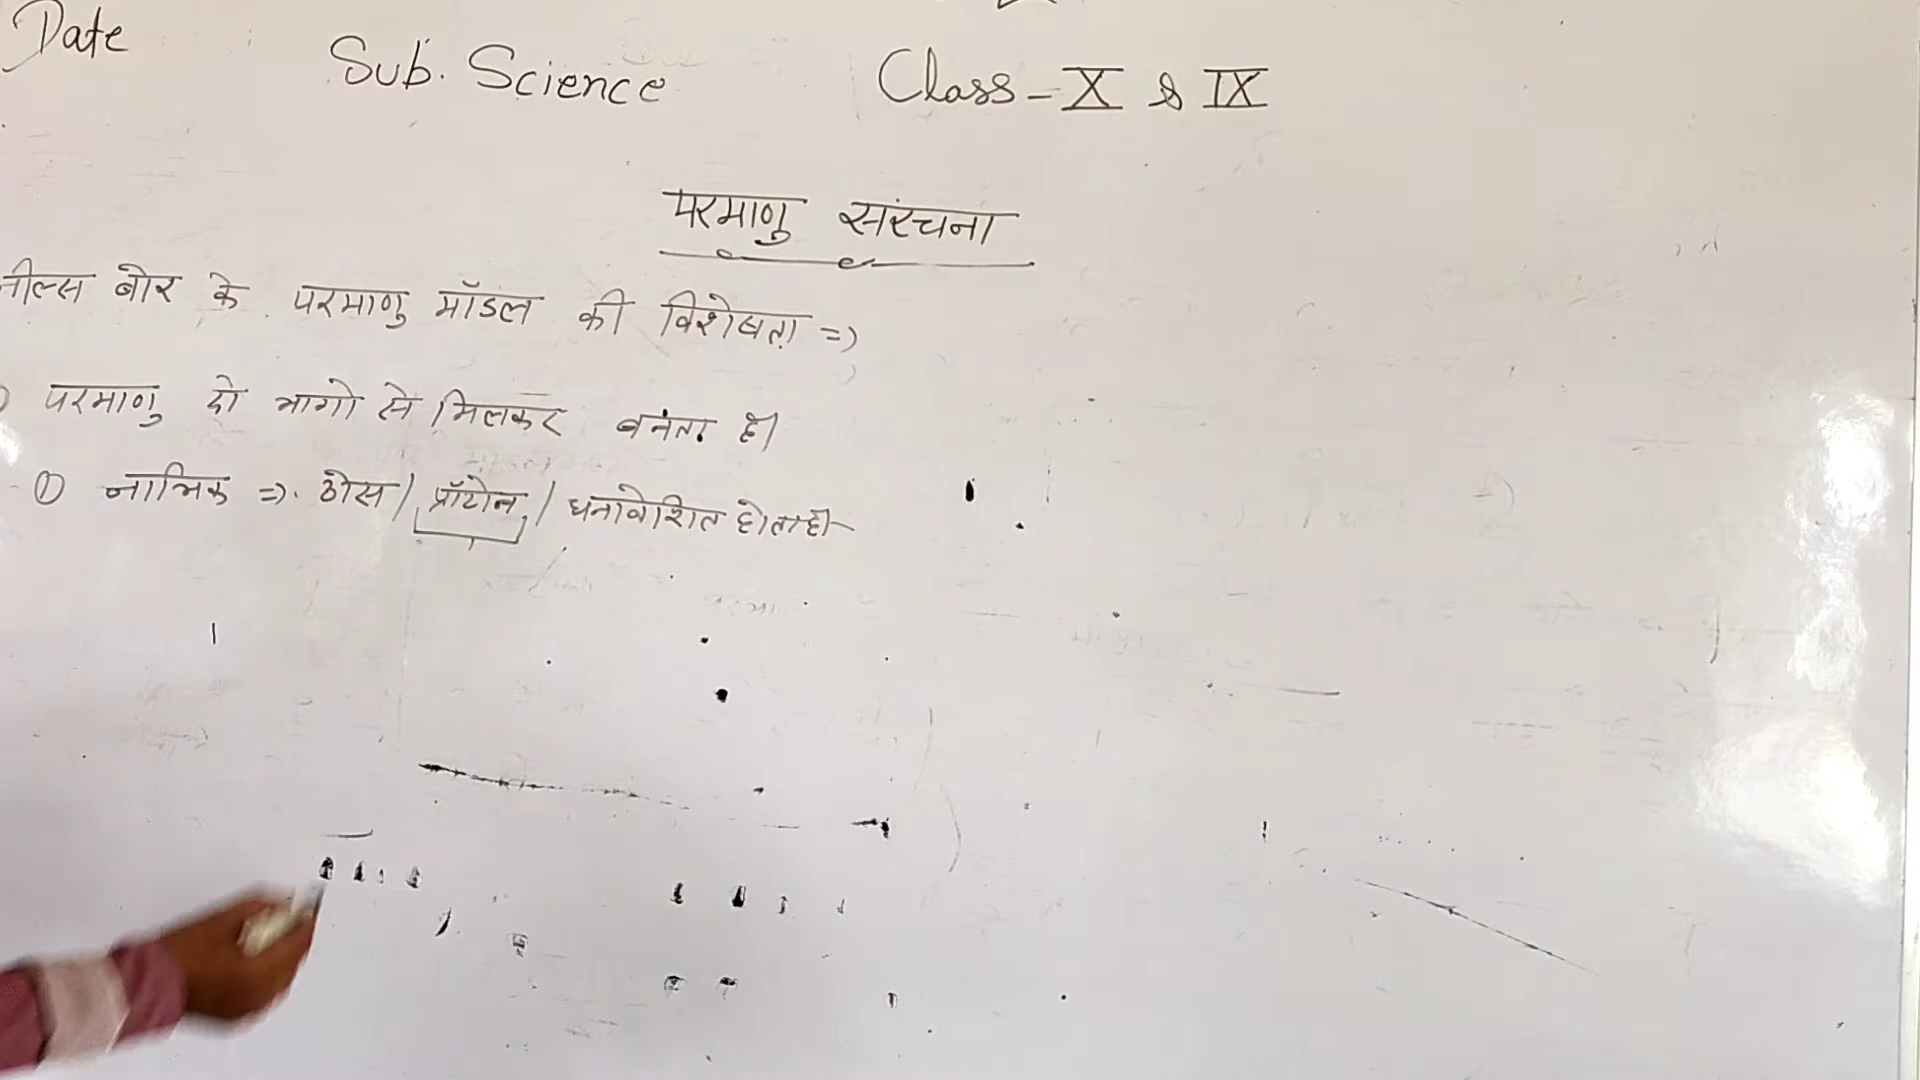 Date
Sub. Science Class - X & IX
परमाणु संरचना
नील्स बोर के परमाणु मॉडल की विशेषता =>
परमाणु दो भागो से मिलकर बनता है।
① नाभिक => ठोस / प्रॉटोन / धनावेशित होता है।